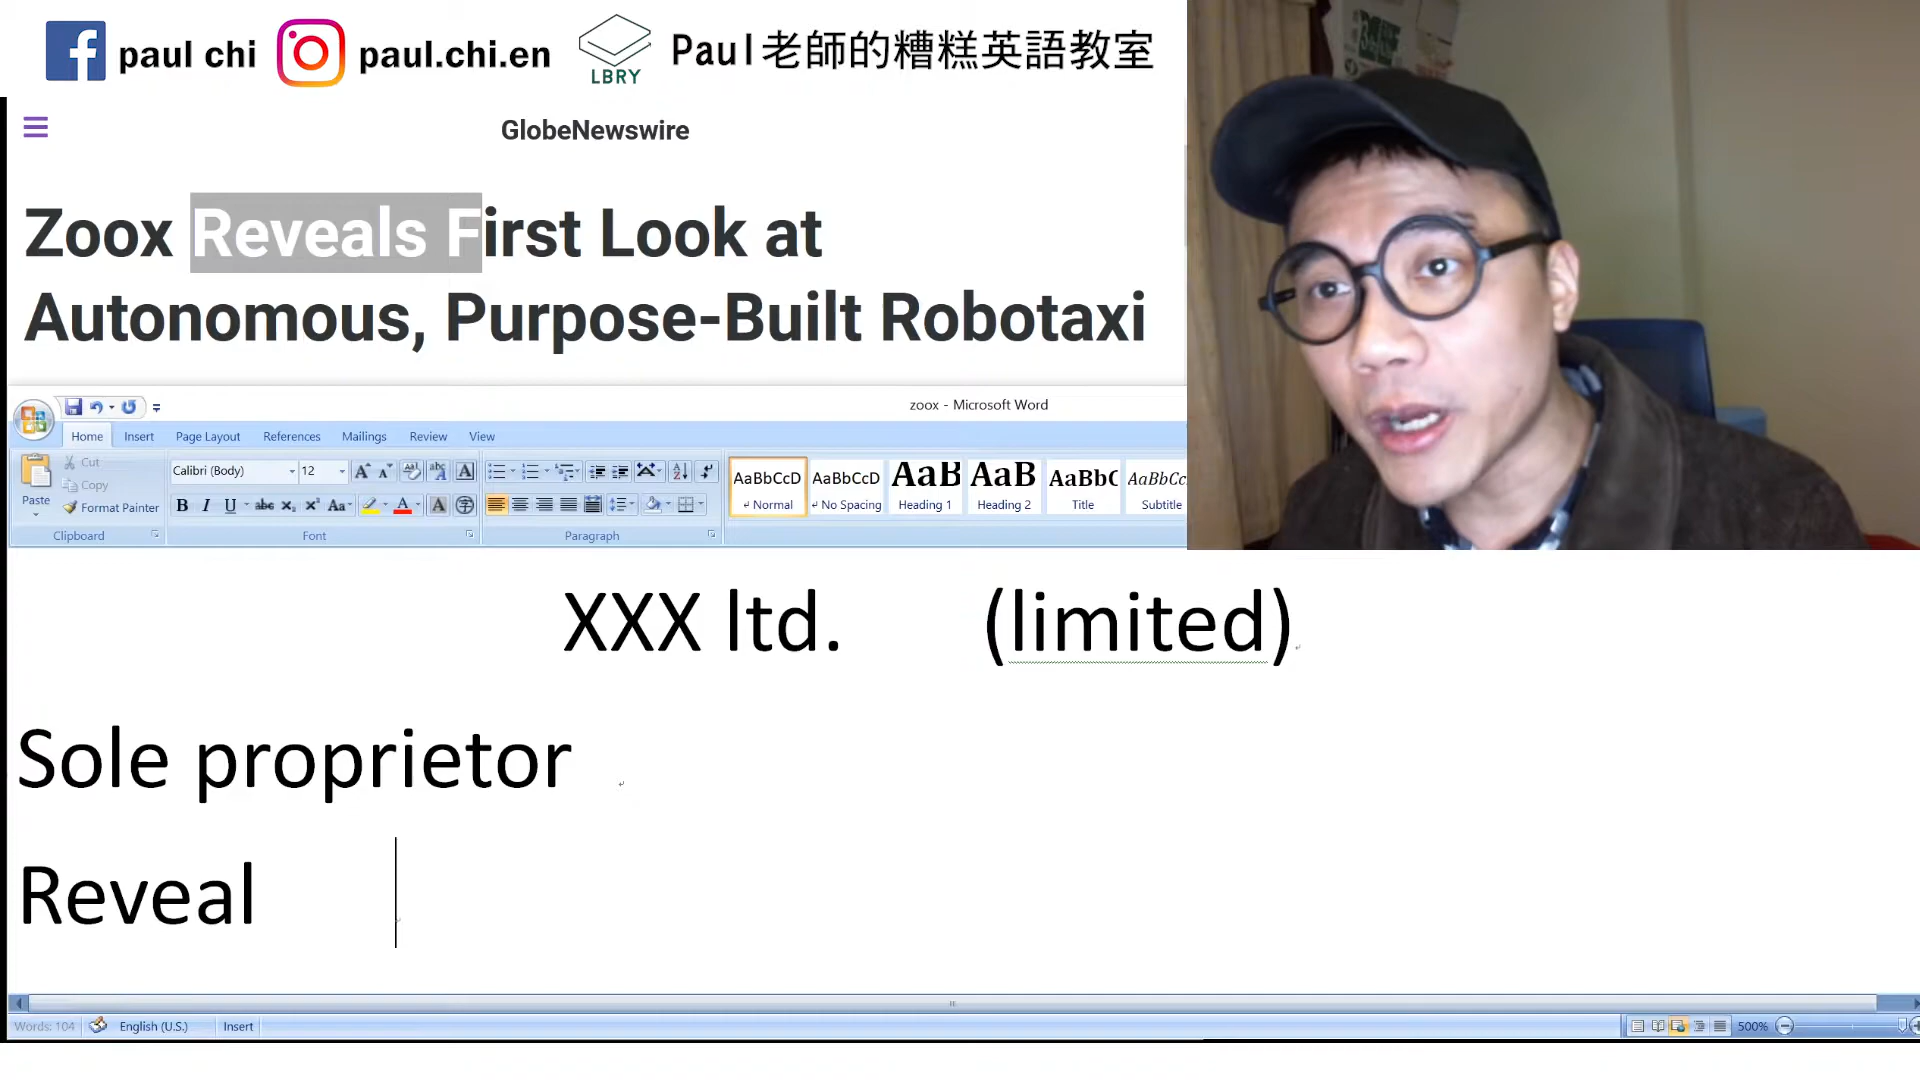 paul chi paul.chi.en LBRY Paul老師的糟糕英語教室
GlobeNewswire
Zoox Reveals First Look at
Autonomous, Purpose-Built Robotaxi
zoox - Microsoft Word
Home Insert Page Layout References Mailings Review View
Cut
Copy
Paste
Format Painter
Calibri (Body) 12
AaBbCcD AaBbCcD AaB AaB AaBbC AaBbCc
Normal No Spacing Heading 1 Heading 2 Title Subtitle
Clipboard Font Paragraph
XXX ltd. (limited)
Sole proprietor
Reveal
Words: 104 English (U.S.) Insert 500%